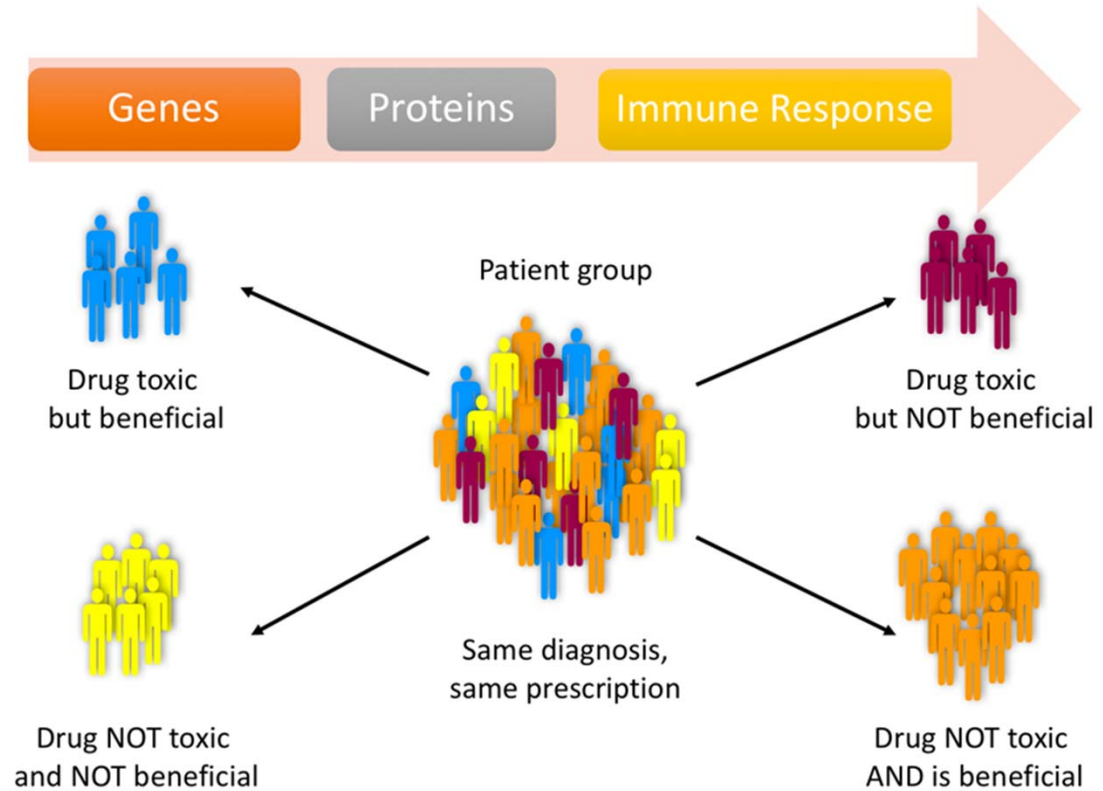 Genes
Proteins
Immune Response
Patient group
Drug toxic
but beneficial
Drug toxic
but NOT beneficial
Same diagnosis,
same prescription
Drug NOT toxic
and NOT beneficial
Drug NOT toxic
AND is beneficial